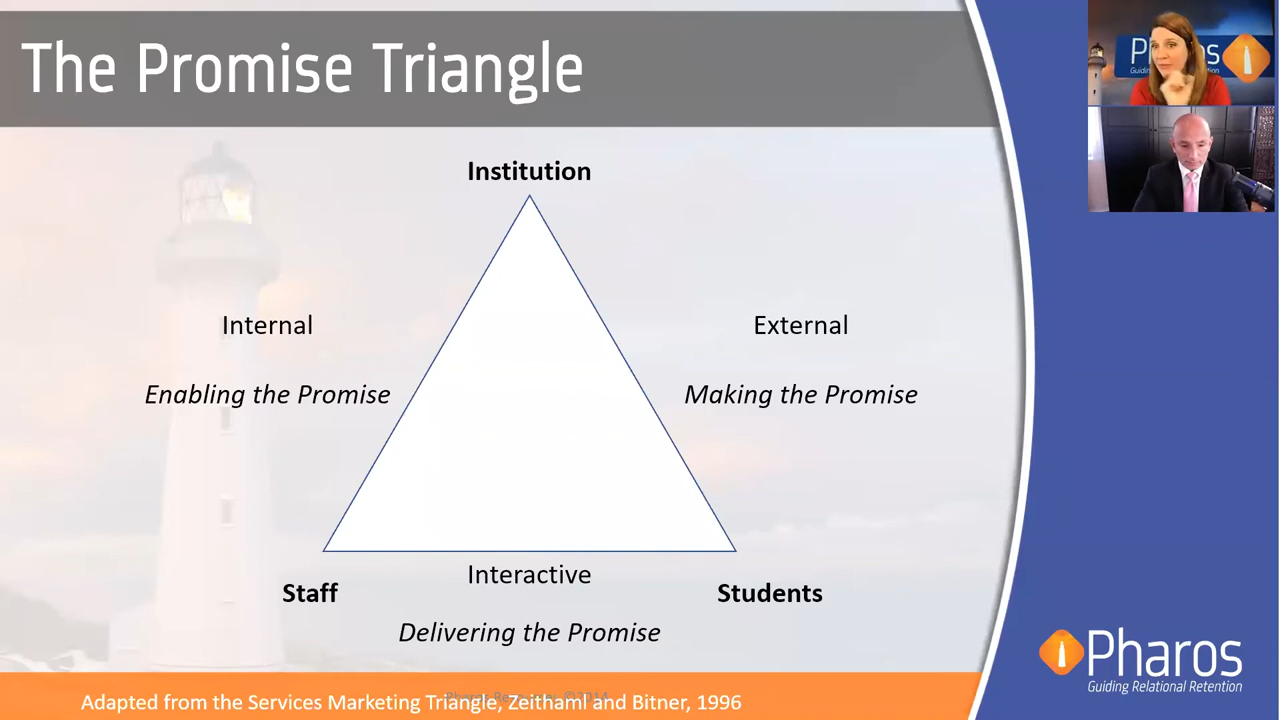 The Promise Triangle
Institution
Internal
External
Enabling the Promise
Making the Promise
Interactive
Staff
Students
Delivering the Promise
Adapted from the Services Marketing Triangle, Zeithaml and Bitner, 1996
©2014
Pharos
Guiding Relational Retention